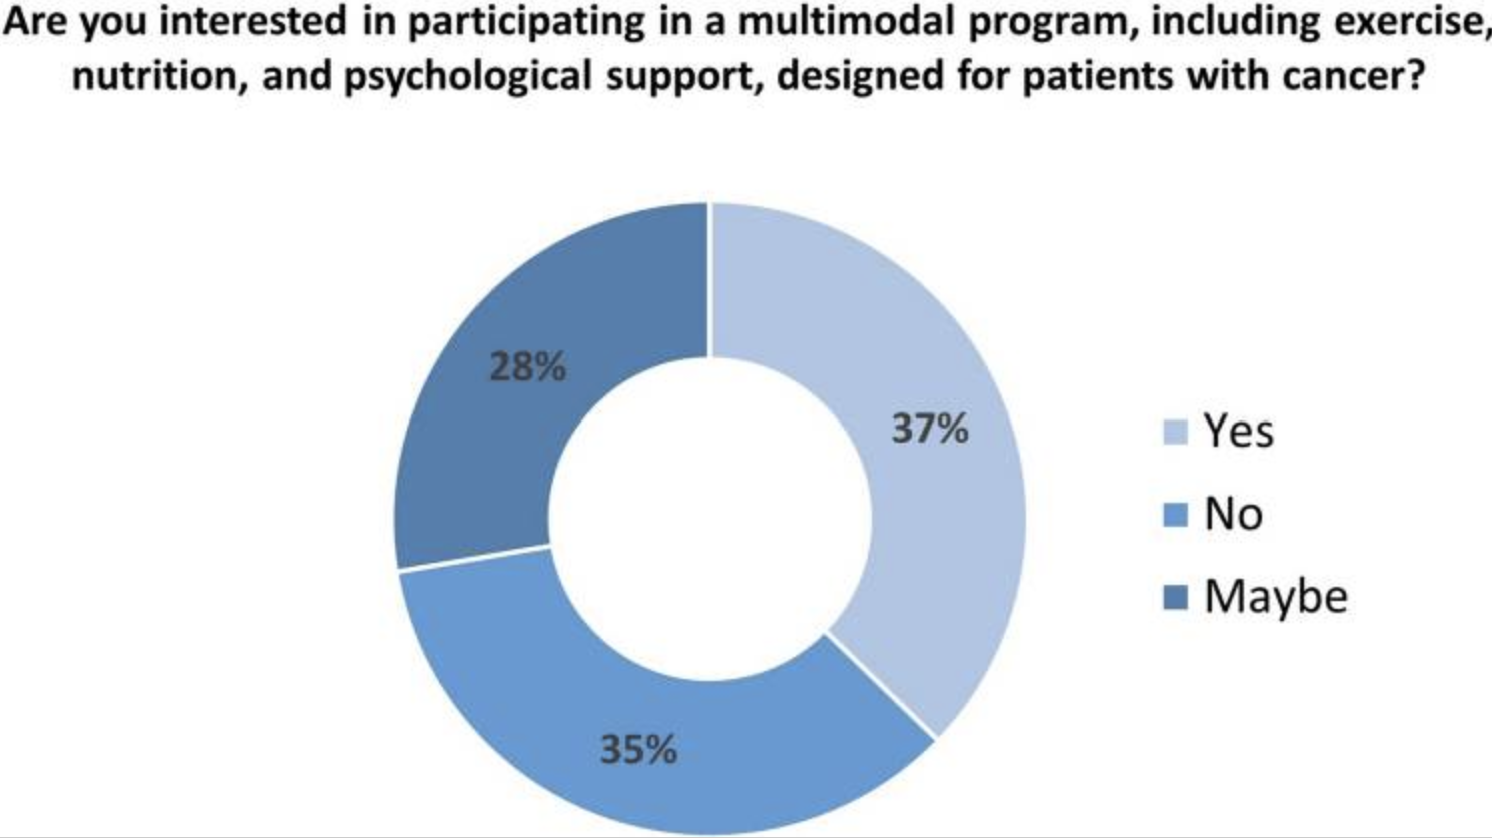 Are you interested in participating in a multimodal program, including exercise,
nutrition, and psychological support, designed for patients with cancer?
28%
37%
35%
Yes
No
Maybe